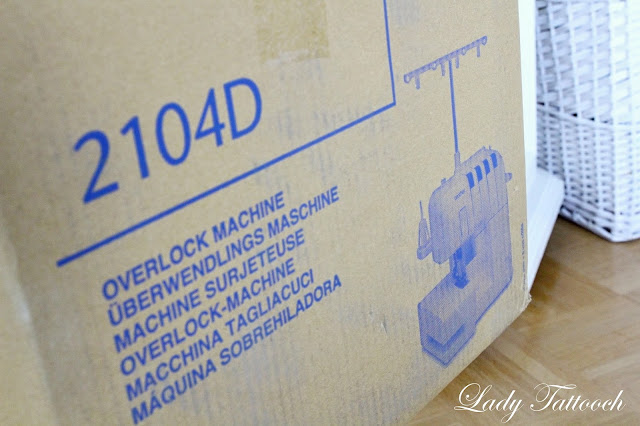 2104D
OVERLOCK MACHINE
ÜBERWENDLINGS MASCHINE
MACHINE SURJETEUSE
OVERLOCK-MACHINE
MACCHINA TAGLIACUCI
MÁQUINA SOBREHILADORA
Lady Tattooch